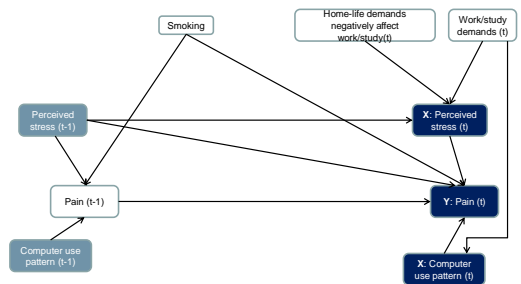 Smoking
Home-life demands
negatively affect
work/study(t)
Work/study
demands (t)
Perceived
stress (t-1)
X: Perceived
stress (t)
Pain (t-1)
Y: Pain (t)
Computer use
pattern (t-1)
X: Computer
use pattern (t)